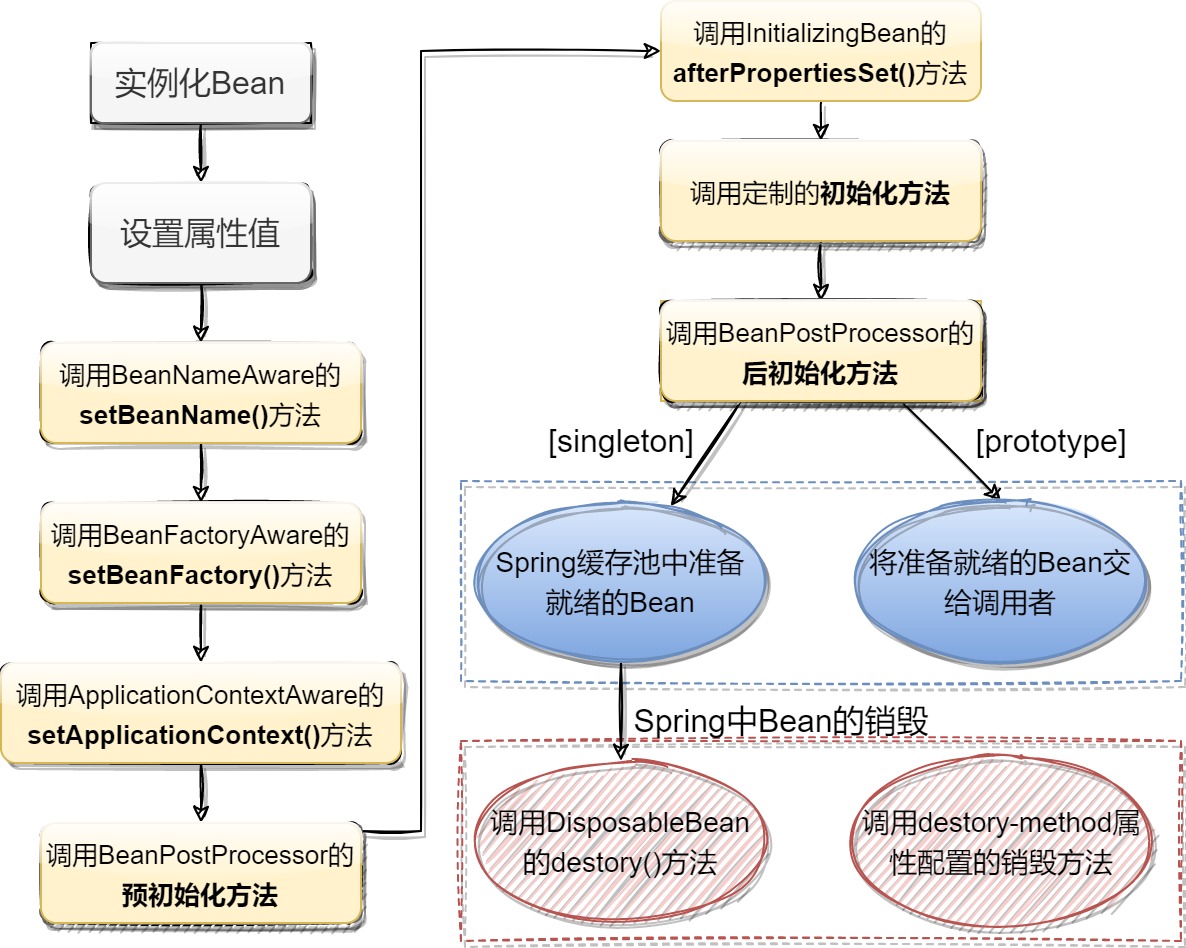 实例化Bean
设置属性值
调用BeanNameAware的
setBeanName()方法
调用BeanFactoryAware的
setBeanFactory()方法
调用ApplicationContextAware的
setApplicationContext()方法
调用BeanPostProcessor的
预初始化方法
调用InitializingBean的
afterPropertiesSet()方法
调用定制的初始化方法
调用BeanPostProcessor的
后初始化方法
[singleton]
[prototype]
Spring缓存池中准备
就绪的Bean
将准备就绪的Bean交
给调用者
Spring中Bean的销毁
调用DisposableBean
的destory()方法
调用destory-method属
性配置的销毁方法